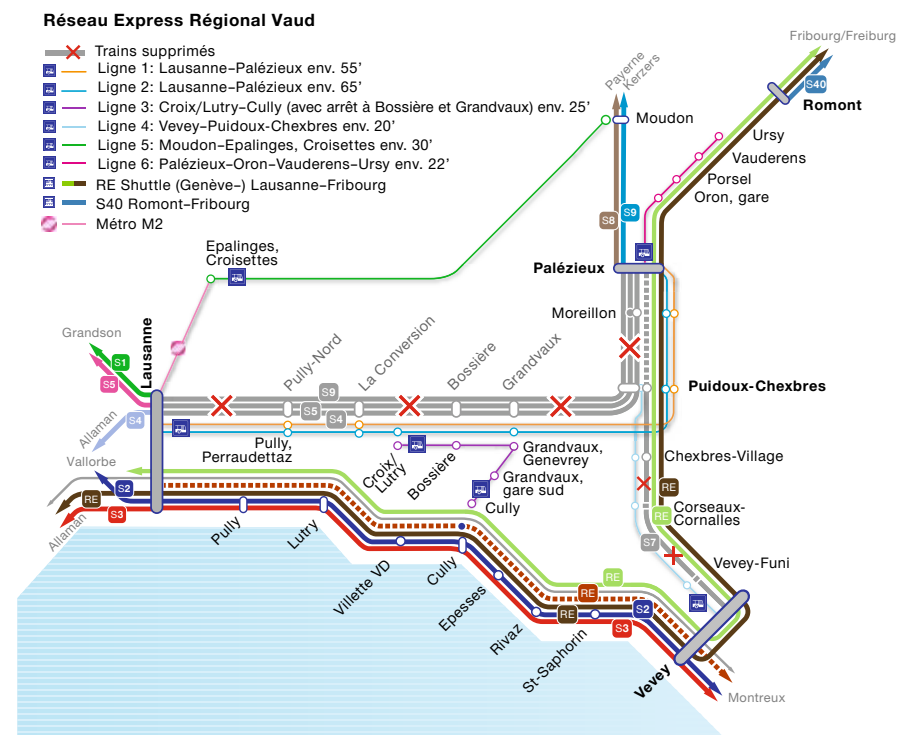 Réseau Express Régional Vaud
Trains supprimés
Ligne 1: Lausanne–Palézieux env. 55’
Ligne 2: Lausanne–Palézieux env. 65’
Ligne 3: Croix/Lutry–Cully (avec arrêt à Bossière et Grandvaux) env. 25’
Ligne 4: Vevey–Puidoux-Chexbres env. 20’
Ligne 5: Moudon-Epalinges, Croisettes env. 30’
Ligne 6: Palézieux-Oron-Vauderens-Ursy env. 22’
RE Shuttle (Genève–) Lausanne–Fribourg
S40 Romont–Fribourg
Métro M2
Fribourg/Freiburg
S40
Romont
Payerne
Kerzers
Moudon
Ursy
Vauderens
Porsel
Oron, gare
S8
S9
Epalinges,
Croisettes
Palézieux
Moreillon
Grandson
S1
S5
Lausanne
Pully-Nord
La Conversion
Bossière
Grandvaux
S9
S5
S4
Puidoux-Chexbres
S4
Allaman
Pully,
Perraudettaz
Croix/
Lutry
Bossière
Grandvaux,
Genevrey
Grandvaux,
gare sud
Cully
Chexbres-Village
Vallorbe
S2
RE
S3
Allaman
RE
RE
Corseaux-
Cornalles
S7
Vevey-Funi
Pully
Lutry
Villette VD
Cully
Epesses
Rivaz
St-Saphorin
RE
RE
RE
S2
S3
Vevey
Montreux